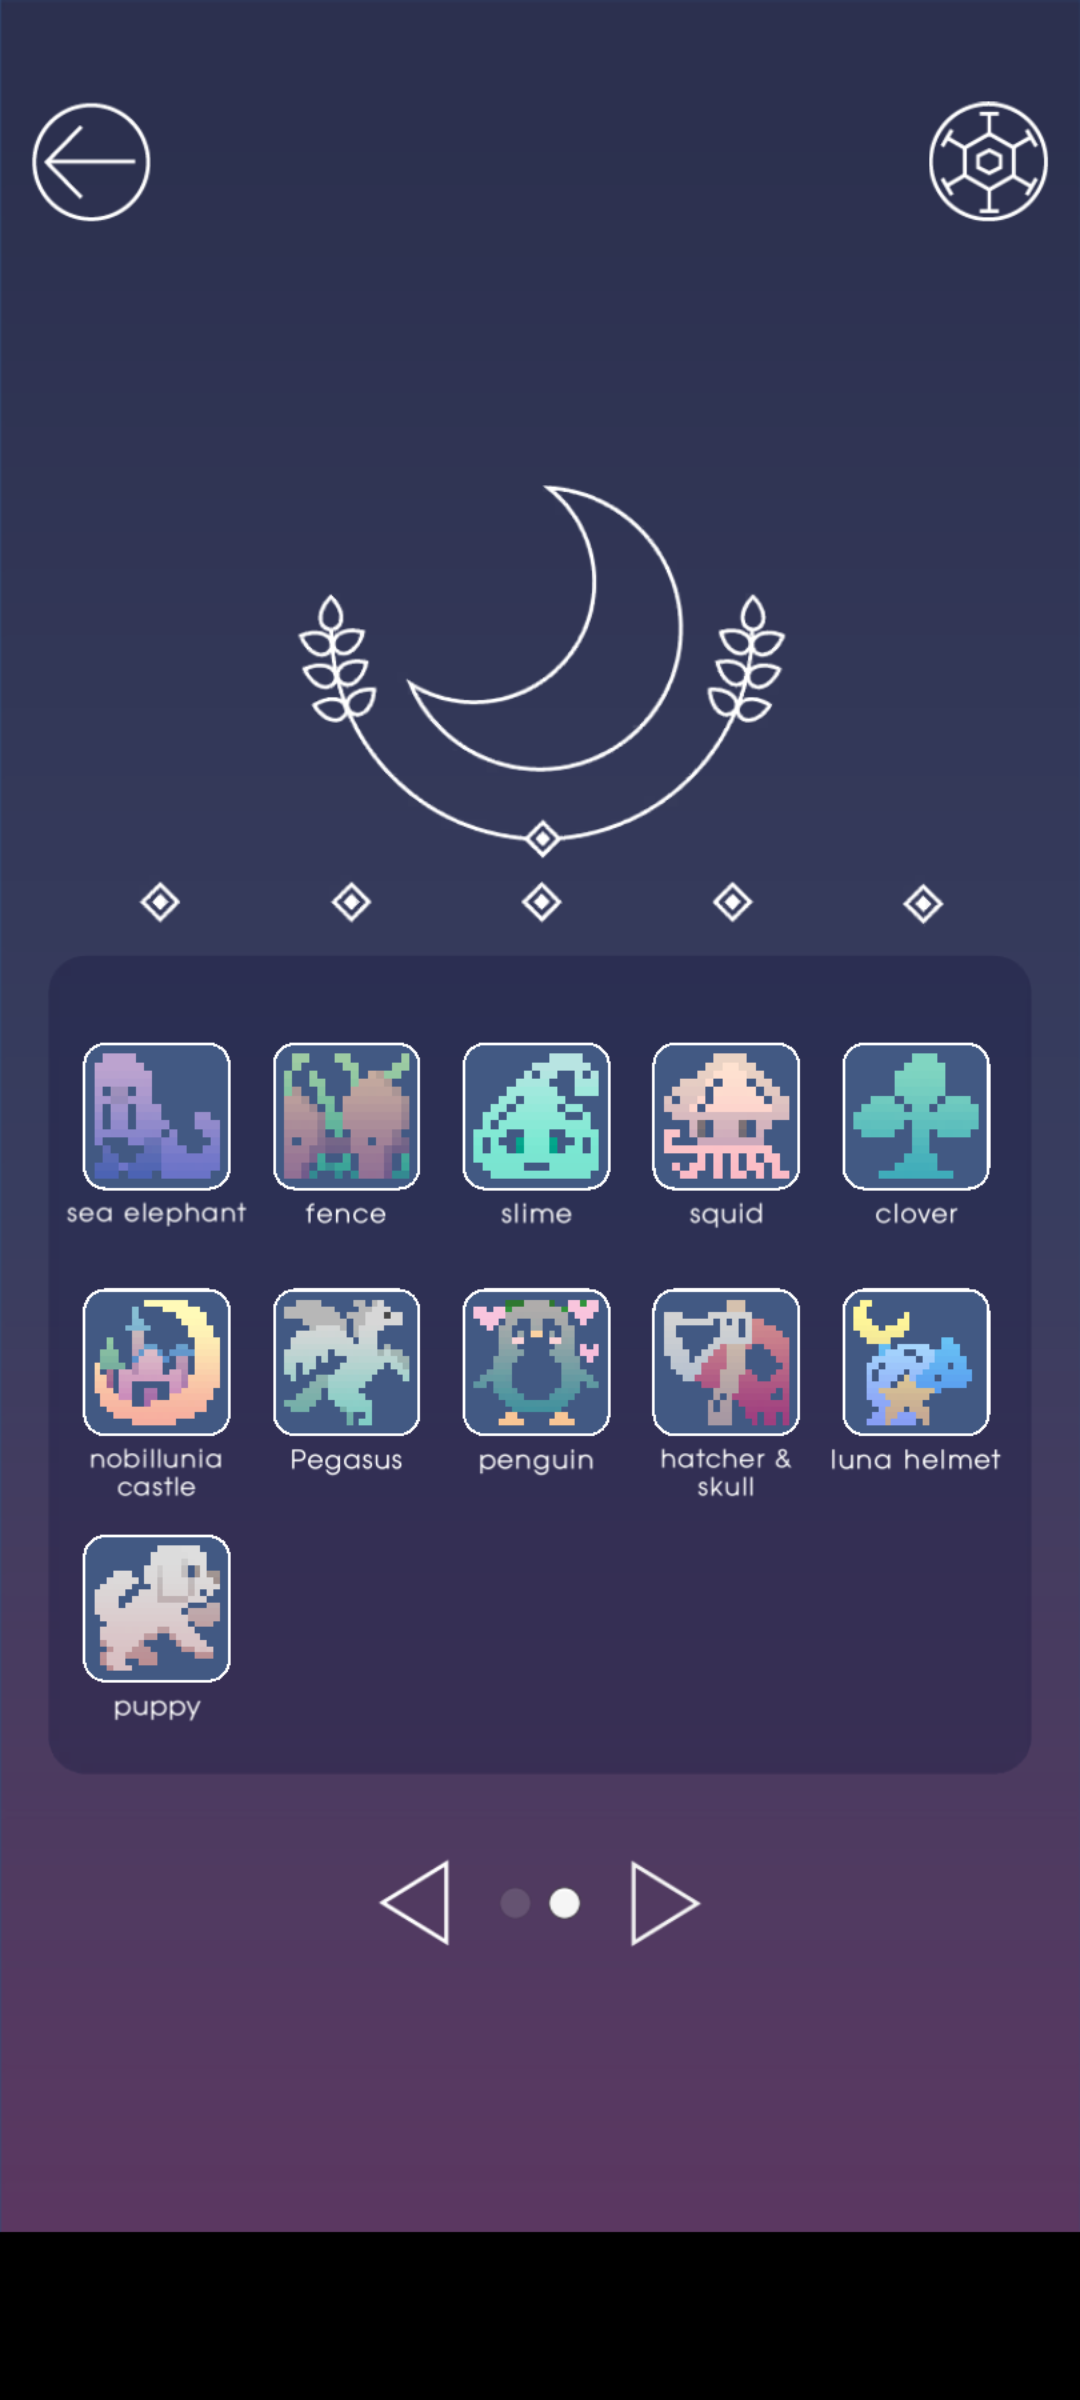 sea elephant
fence
slime
squid
clover
nobillunia
castle
Pegasus
penguin
hatcher &
skull
luna helmet
puppy